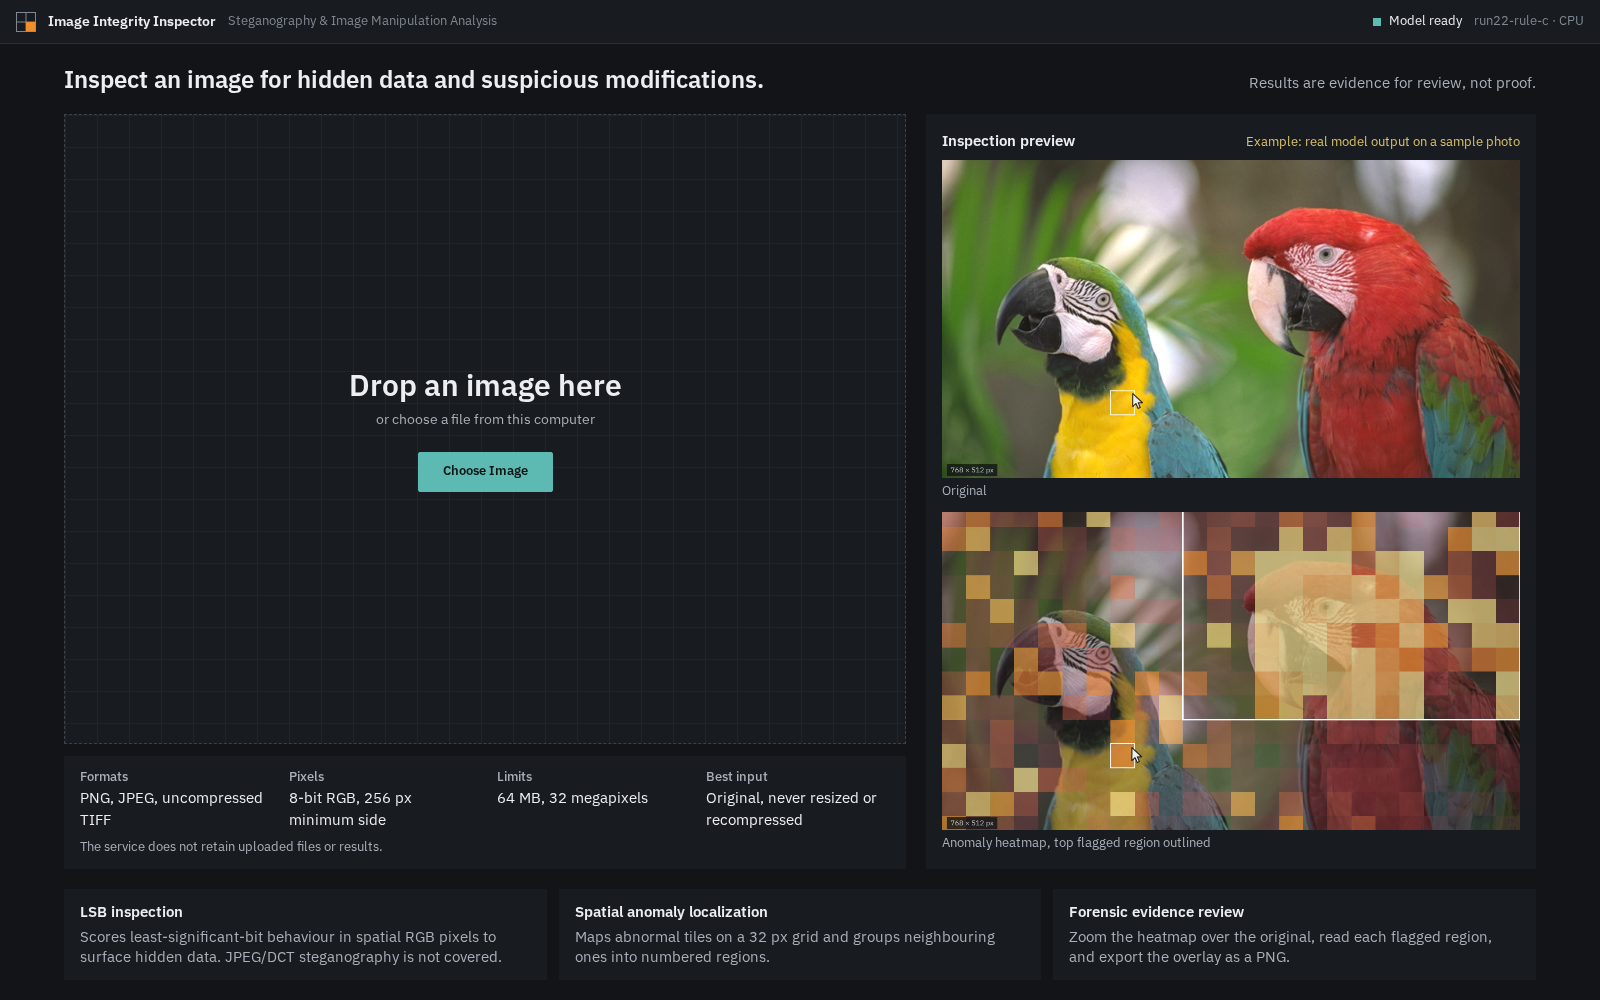 Image Integrity Inspector Steganography & Image Manipulation Analysis
Model ready run22-rule-c · CPU
Inspect an image for hidden data and suspicious modifications.
Results are evidence for review, not proof.
Drop an image here
or choose a file from this computer
Choose Image
Formats
PNG, JPEG, uncompressed
TIFF
Pixels
8-bit RGB, 256 px
minimum side
Limits
64 MB, 32 megapixels
Best input
Original, never resized or
recompressed
The service does not retain uploaded files or results.
Inspection preview
Example: real model output on a sample photo
768 × 512 px
Original
768 × 512 px
Anomaly heatmap, top flagged region outlined
LSB inspection
Scores least-significant-bit behaviour in spatial RGB pixels to
surface hidden data. JPEG/DCT steganography is not covered.
Spatial anomaly localization
Maps abnormal tiles on a 32 px grid and groups neighbouring
ones into numbered regions.
Forensic evidence review
Zoom the heatmap over the original, read each flagged region,
and export the overlay as a PNG.